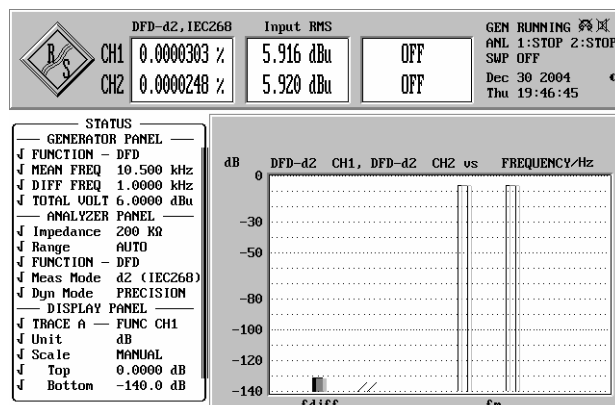 DFD-d2,IEC268 Input RMS
R S CH1 0.0000303 % 5.916 dBu OFF
CH2 0.0000248 % 5.920 dBu OFF
GEN RUNNING
ANL 1:STOP 2:STOP
SWP OFF
Dec 30 2004
Thu 19:46:45
STATUS
GENERATOR PANEL
FUNCTION - DFD
MEAN FREQ 10.500 kHz
DIFF FREQ 1.0000 kHz
TOTAL VOLT 6.0000 dBu
ANALYZER PANEL
Impedance 200 KΩ
Range AUTO
FUNCTION - DFD
Meas Mode d2 (IEC268)
Dyn Mode PRECISION
DISPLAY PANEL
TRACE A — FUNC CH1
Unit dB
Scale MANUAL
Top 0.0000 dB
Bottom -140.0 dB
dB DFD-d2 CH1, DFD-d2 CH2 vs FREQUENCY/Hz
0
-30
-50
-80
-100
-120
-140
fdiff fm